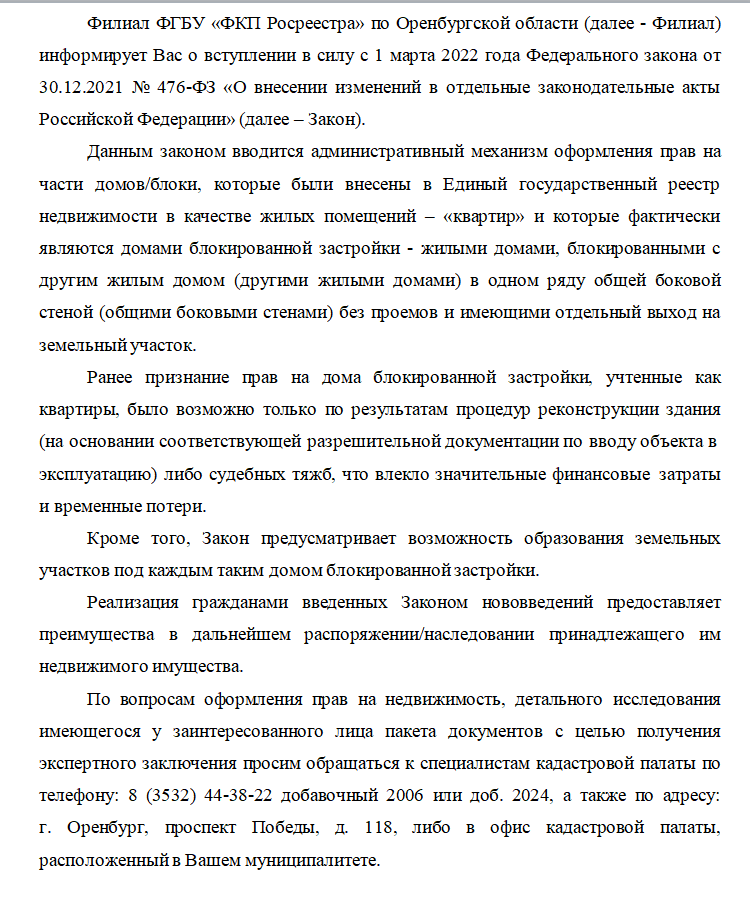 Филиал ФГБУ «ФКП Росреестра» по Оренбургской области (далее - Филиал)
информирует Вас о вступлении в силу с 1 марта 2022 года Федерального закона от
30.12.2021 № 476-ФЗ «О внесении изменений в отдельные законодательные акты
Российской Федерации» (далее – Закон).
Данным законом вводится административный механизм оформления прав на
части домов/блоки, которые были внесены в Единый государственный реестр
недвижимости в качестве жилых помещений – «квартир» и которые фактически
являются домами блокированной застройки - жилыми домами, блокированными с
другим жилым домом (другими жилыми домами) в одном ряду общей боковой
стеной (общими боковыми стенами) без проемов и имеющими отдельный выход на
земельный участок.
Ранее признание прав на дома блокированной застройки, учтенные как
квартиры, было возможно только по результатам процедур реконструкции здания
(на основании соответствующей разрешительной документации по вводу объекта в
эксплуатацию) либо судебных тяжб, что влекло значительные финансовые затраты
и временные потери.
Кроме того, Закон предусматривает возможность образования земельных
участков под каждым таким домом блокированной застройки.
Реализация гражданами введенных Законом нововведений предоставляет
преимущества в дальнейшем распоряжении/наследовании принадлежащего им
недвижимого имущества.
По вопросам оформления прав на недвижимость, детального исследования
имеющегося у заинтересованного лица пакета документов с целью получения
экспертного заключения просим обращаться к специалистам кадастровой палаты по
телефону: 8 (3532) 44-38-22 добавочный 2006 или доб. 2024, а также по адресу:
г. Оренбург, проспект Победы, д. 118, либо в офис кадастровой палаты,
расположенный в Вашем муниципалитете.